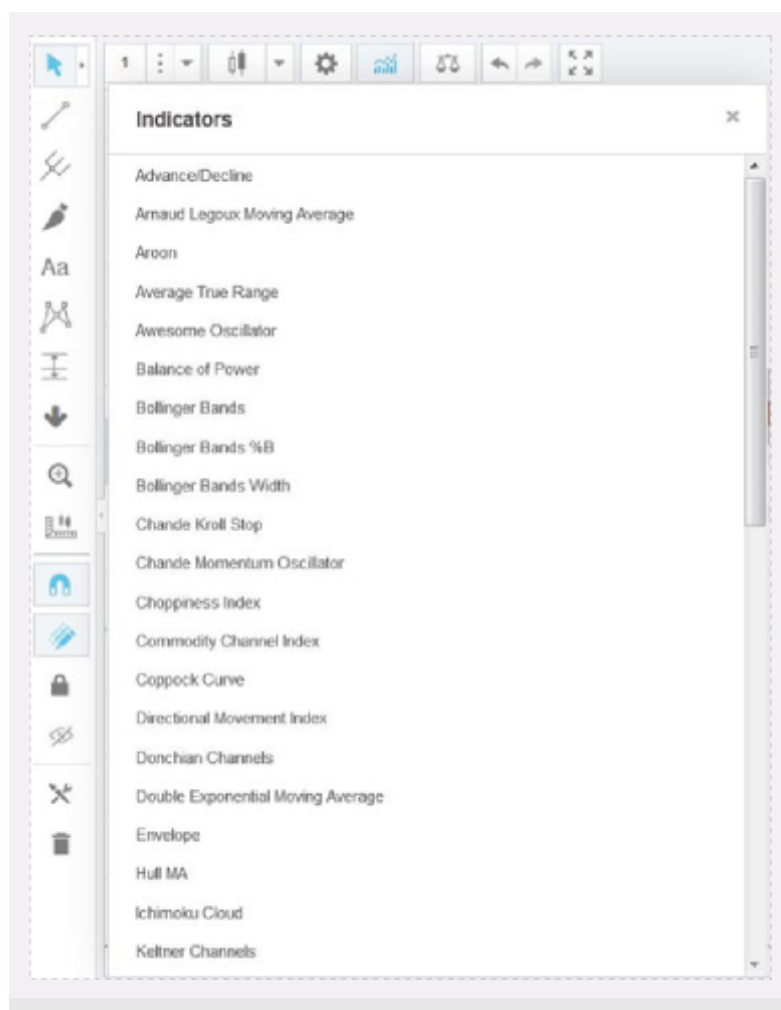 1
Indicators
Advance/Decline
Arnaud Legoux Moving Average
Aroon
Average True Range
Awesome Oscillator
Aa
Balance of Power
Bollinger Bands
Bollinger Bands %B
Bollinger Bands Width
Chande Kroll Stop
Chande Momentum Oscillator
Choppiness Index
Commodity Channel Index
Coppock Curve
Directional Movement Index
Donchian Channels
Double Exponential Moving Average
Envelope
Hull MA
Ichimoku Cloud
Keltner Channels